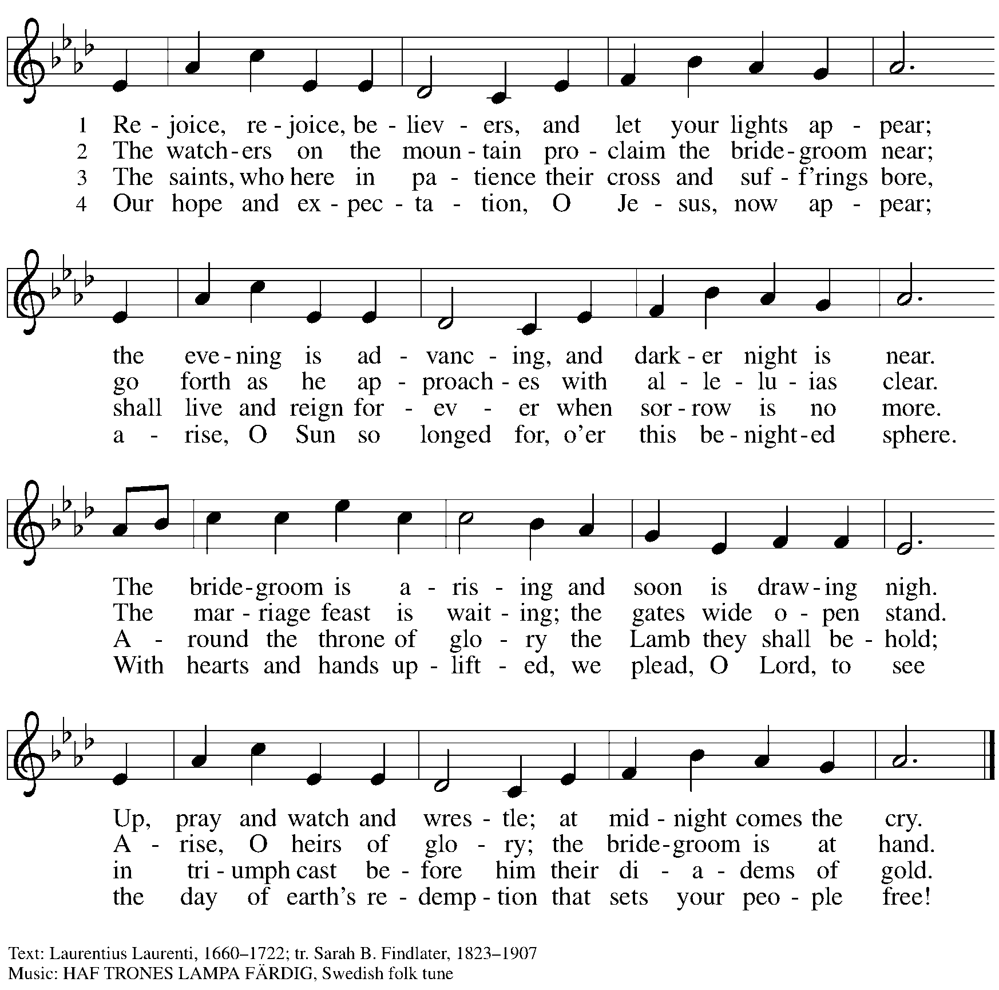 1 Re - joice, re - joice, be - liev - ers, and let your lights ap - pear;
2 The watch - ers on the moun - tain pro - claim the bride - groom near;
3 The saints, who here in pa - tience their cross and suf - f'rings bore,
4 Our hope and ex - pec - ta - tion, O Je - sus, now ap - pear;
the eve - ning is ad - vanc - ing, and dark - er night is near.
go forth as he ap - proach - es with al - le - lu - ias clear.
shall live and reign for - ev - er when sor - row is no more.
a - rise, O Sun so longed for, o'er this be - night - ed sphere.
The bride - groom is a - ris - ing and soon is draw - ing nigh.
The mar - riage feast is wait - ing; the gates wide o - pen stand.
A - round the throne of glo - ry the Lamb they shall be - hold;
With hearts and hands up - lift - ed, we plead, O Lord, to see
Up, pray and watch and wres - tle; at mid - night comes the cry.
A - rise, O heirs of glo - ry; the bride - groom is at hand.
in tri - umph cast be - fore him their di - a - dems of gold.
the day of earth's re - demp - tion that sets your peo - ple free!
Text: Laurentius Laurenti, 1660–1722; tr. Sarah B. Findlater, 1823–1907
Music: HAF TRONES LAMPA FÄRDIG, Swedish folk tune